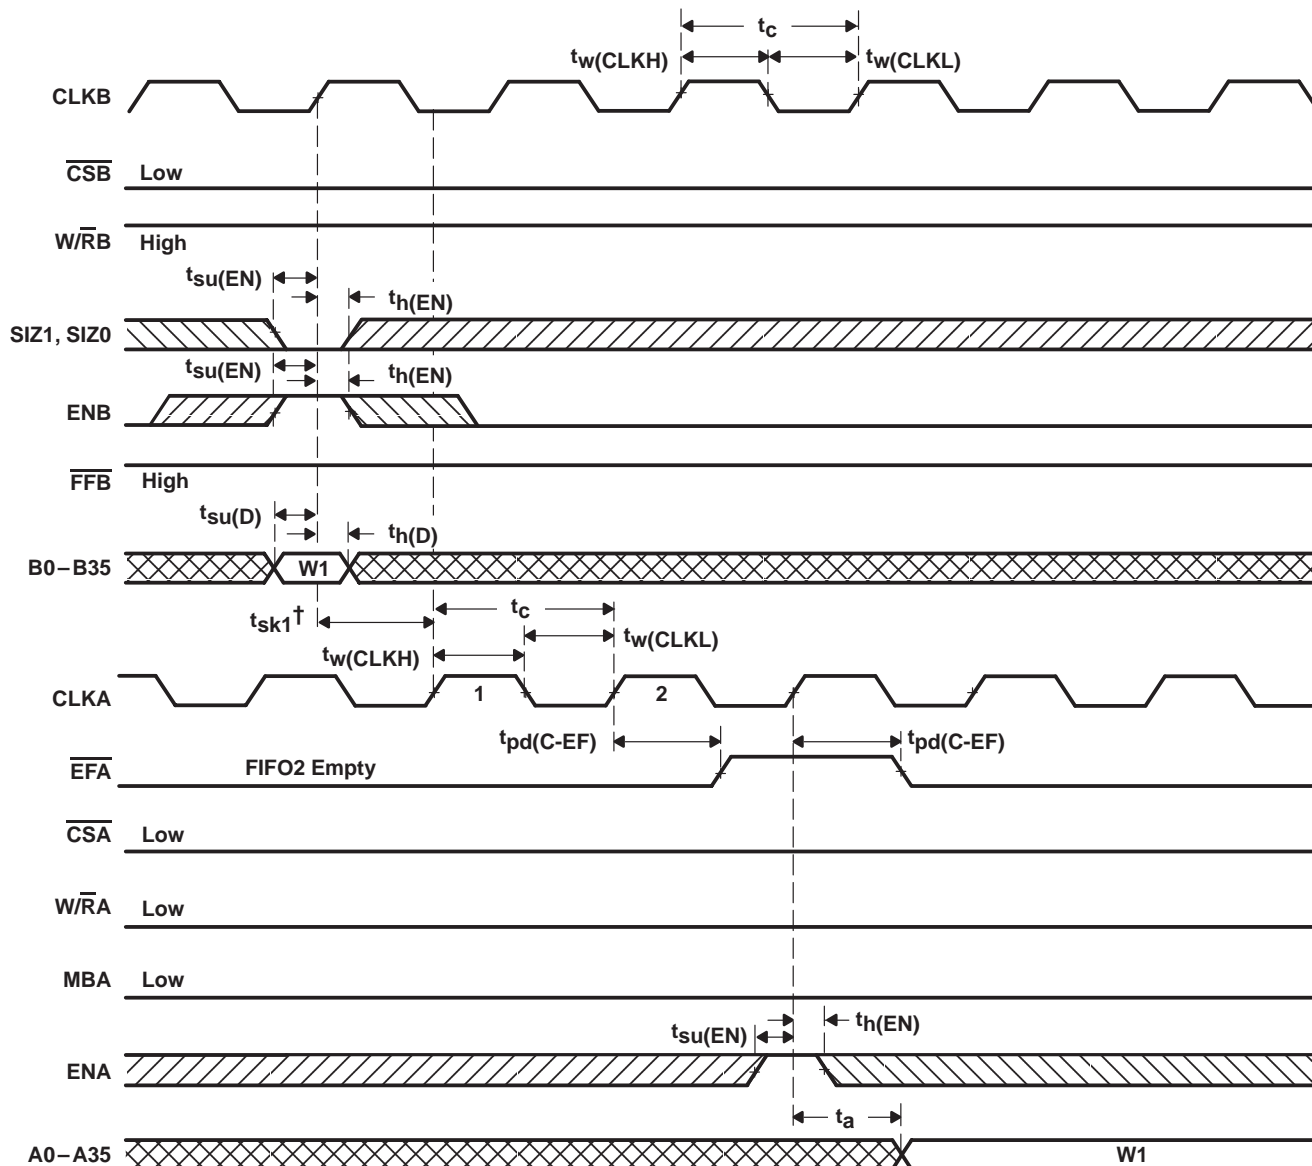 tc
tw(CLKH)
tw(CLKL)
CLKB
CSB
Low
W/RB
High
tsu(EN)
th(EN)
SIZ1, SIZ0
tsu(EN)
th(EN)
ENB
FFB
High
tsu(D)
th(D)
B0–B35
W1
tsk1†
tc
tw(CLKH)
tw(CLKL)
CLKA
1
2
tpd(C-EF)
tpd(C-EF)
EFA
FIFO2 Empty
CSA
Low
W/RA
Low
MBA
Low
tsu(EN)
th(EN)
ENA
ta
A0–A35
W1